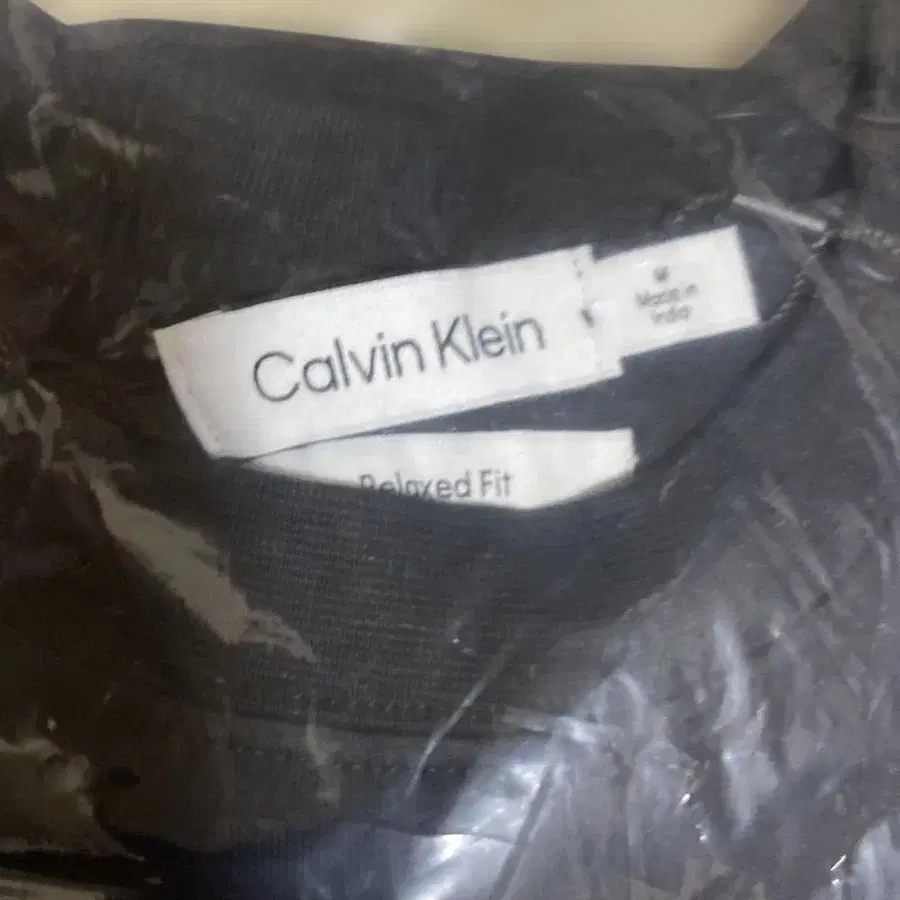 Calvin Klein
M
Made in
India
Relaxed Fit